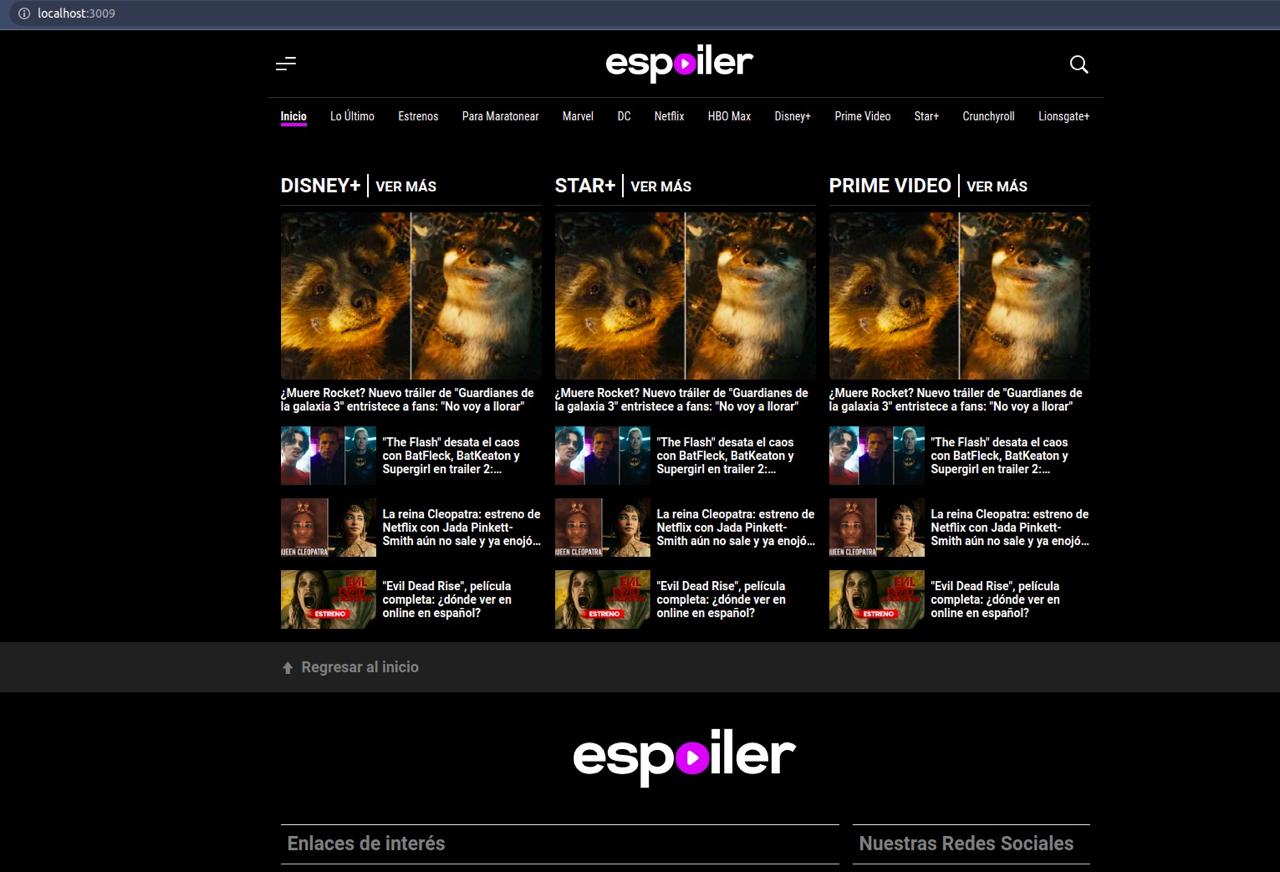 localhost:3009
espoiler
Inicio Lo Último Estrenos Para Maratonear Marvel DC Netflix HBO Max Disney+ Prime Video Star+ Crunchyroll Lionsgate+
DISNEY+ VER MÁS
¿Muere Rocket? Nuevo tráiler de "Guardianes de
la galaxia 3" entristece a fans: "No voy a llorar"
"The Flash" desata el caos
con BatFleck, BatKeaton y
Supergirl en trailer 2:...
La reina Cleopatra: estreno de
Netflix con Jada Pinkett-
Smith aún no sale y ya enojó...
UEEN CLEOPATRA
"Evil Dead Rise", película
completa: ¿dónde ver en
online en español?
EVIL
DEAD
ESTRENO
STAR+ VER MÁS
¿Muere Rocket? Nuevo tráiler de "Guardianes de
la galaxia 3" entristece a fans: "No voy a llorar"
"The Flash" desata el caos
con BatFleck, BatKeaton y
Supergirl en trailer 2:...
La reina Cleopatra: estreno de
Netflix con Jada Pinkett-
Smith aún no sale y ya enojó...
UEEN CLEOPATRA
"Evil Dead Rise", película
completa: ¿dónde ver en
online en español?
EVIL
DEAD
ESTRENO
PRIME VIDEO VER MÁS
¿Muere Rocket? Nuevo tráiler de "Guardianes de
la galaxia 3" entristece a fans: "No voy a llorar"
"The Flash" desata el caos
con BatFleck, BatKeaton y
Supergirl en trailer 2:...
La reina Cleopatra: estreno de
Netflix con Jada Pinkett-
Smith aún no sale y ya enojó...
UEEN CLEOPATRA
"Evil Dead Rise", película
completa: ¿dónde ver en
online en español?
EVIL
DEAD
ESTRENO
Regresar al inicio
espoiler
Enlaces de interés
Nuestras Redes Sociales